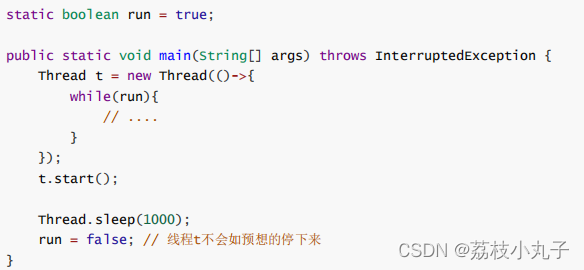 static boolean run = true;

public static void main(String[] args) throws InterruptedException {
    Thread t = new Thread(()->{
        while(run){
            // ....
        }
    });
    t.start();

    Thread.sleep(1000);
    run = false; // 线程t不会如预想的停下来
}
CSDN @荔枝小丸子